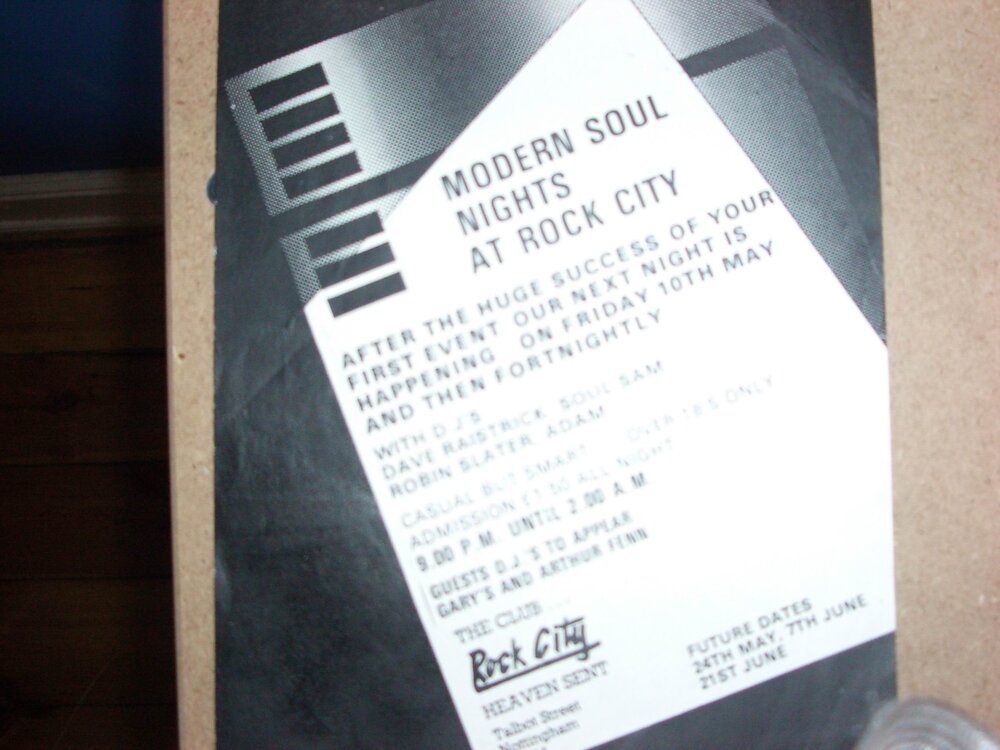 MODERN SOUL
NIGHTS
AT ROCK CITY
AFTER THE HUGE SUCCESS OF YOUR
FIRST EVENT OUR NEXT NIGHT IS
HAPPENING ON FRIDAY 10TH MAY
AND THEN FORTNIGHTLY
WITH D.J'S
DAVE RAISTRICK, SOUL SAM
ROBIN SLATER, ADAM
CASUAL BUT SMART OVER 18'S ONLY
ADMISSION £1.50 ALL NIGHT
9.00 P.M. UNTIL 2.00 A.M.
GUESTS D.J.'S TO APPEAR
GARY'S AND ARTHUR FENN
THE CLUB...
Rock City
HEAVEN SENT
Talbot Street
Nottingham
FUTURE DATES
24TH MAY, 7TH JUNE
21ST JUNE